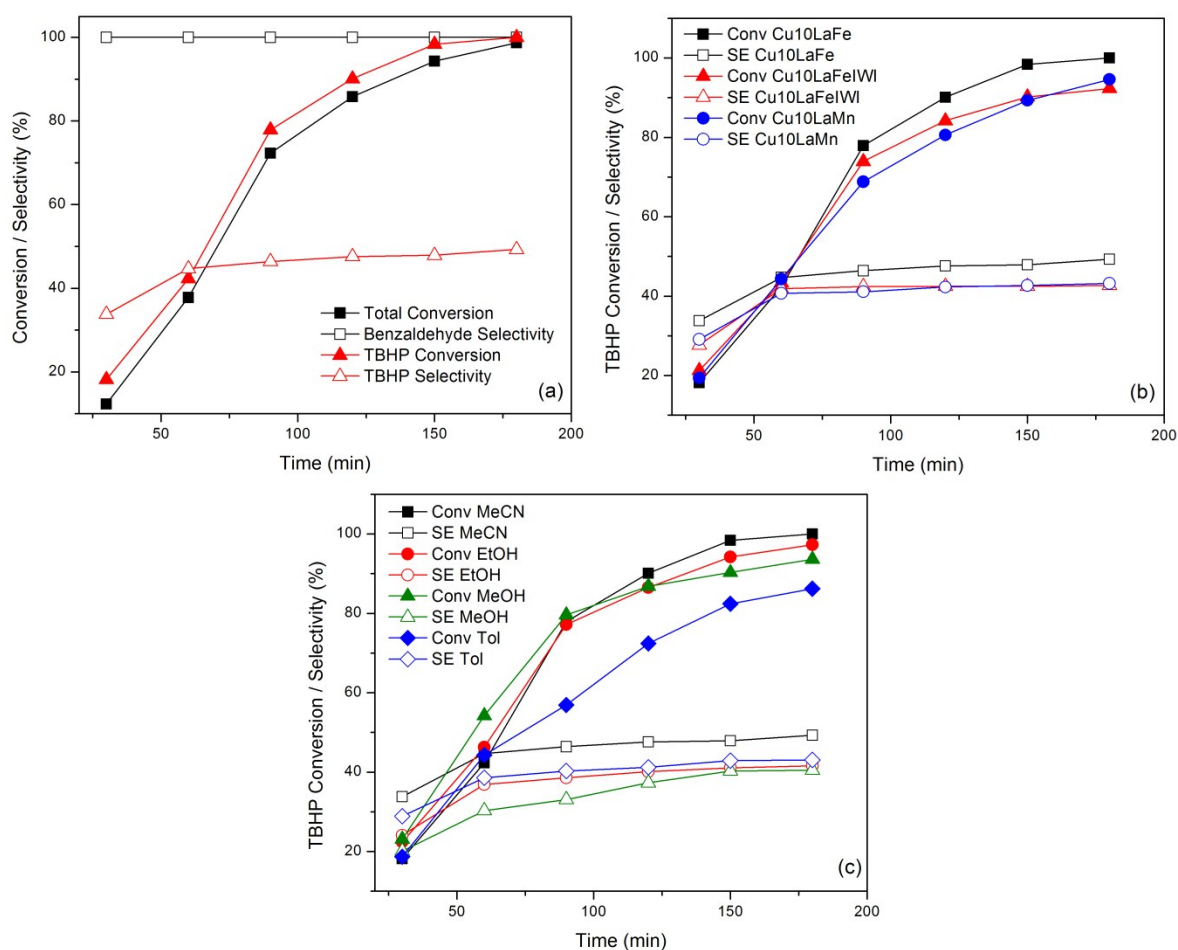 100
80
60
40
20
Conversion / Selectivity (%)
Total Conversion
Benzaldehyde Selectivity
TBHP Conversion
TBHP Selectivity
(a)
50
100
150
200
Time (min)
Conv Cu10LaFe
SE Cu10LaFe
Conv Cu10LaFeIWI
SE Cu10LaFeIWI
Conv Cu10LaMn
SE Cu10LaMn
100
80
60
40
20
TBHP Conversion / Selectivity (%)
(b)
50
100
150
200
Time (min)
Conv MeCN
SE MeCN
Conv EtOH
SE EtOH
Conv MeOH
SE MeOH
Conv Tol
SE Tol
100
80
60
40
20
TBHP Conversion / Selectivity (%)
(c)
50
100
150
200
Time (min)